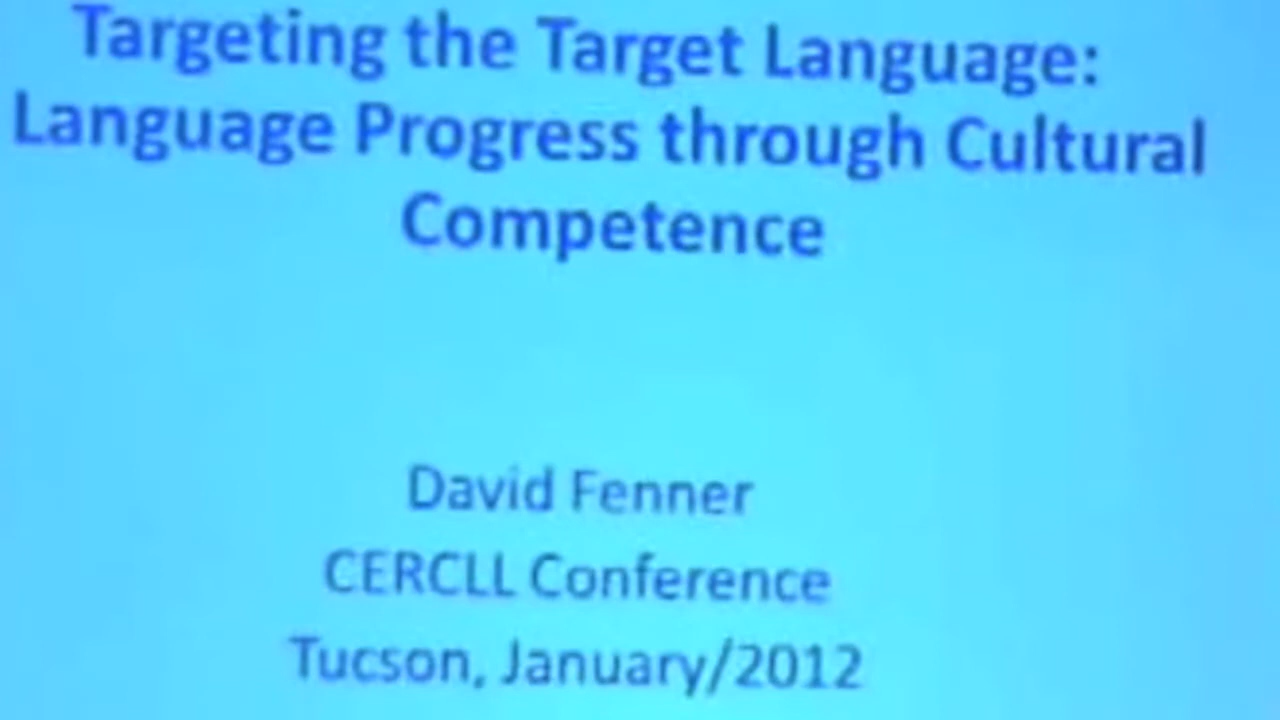 Targeting the Target Language:
Language Progress through Cultural
Competence
David Fenner
CERCLL Conference
Tucson, January/2012